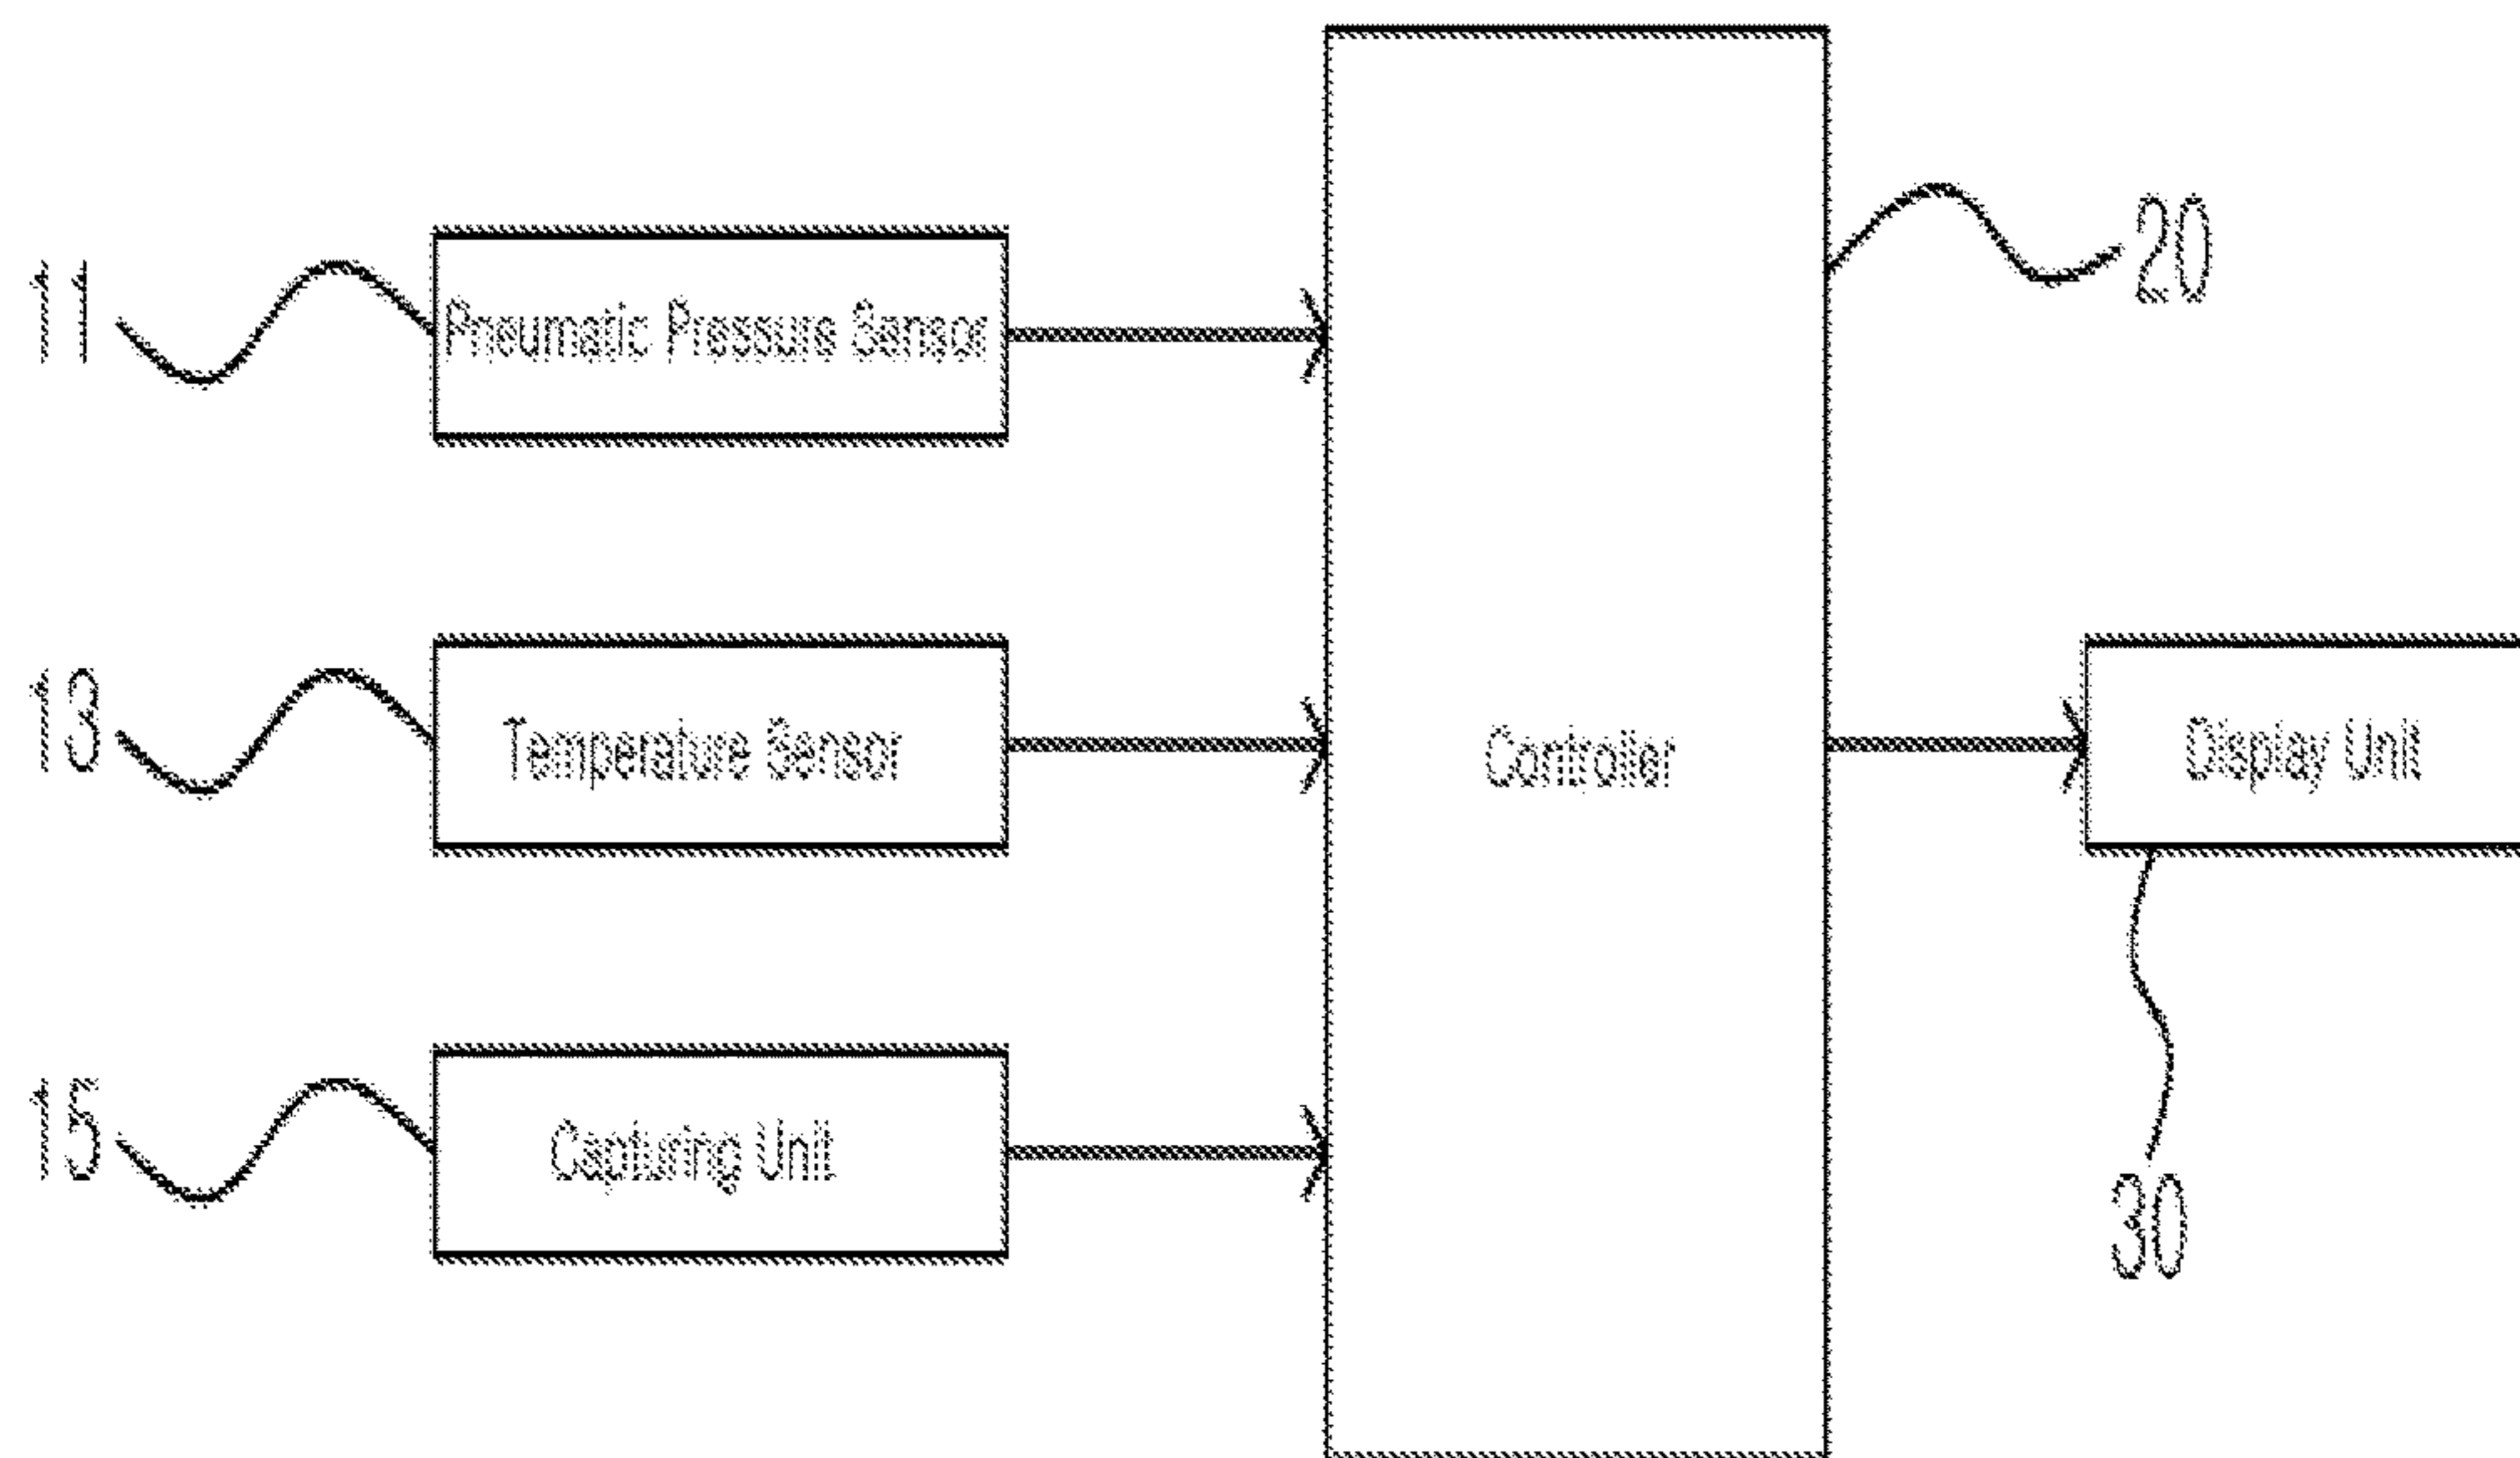 20
11
Pneumatic Pressure Sensor
13
Temperature Sensor
Controller
Display Unit
15
Capturing Unit
30